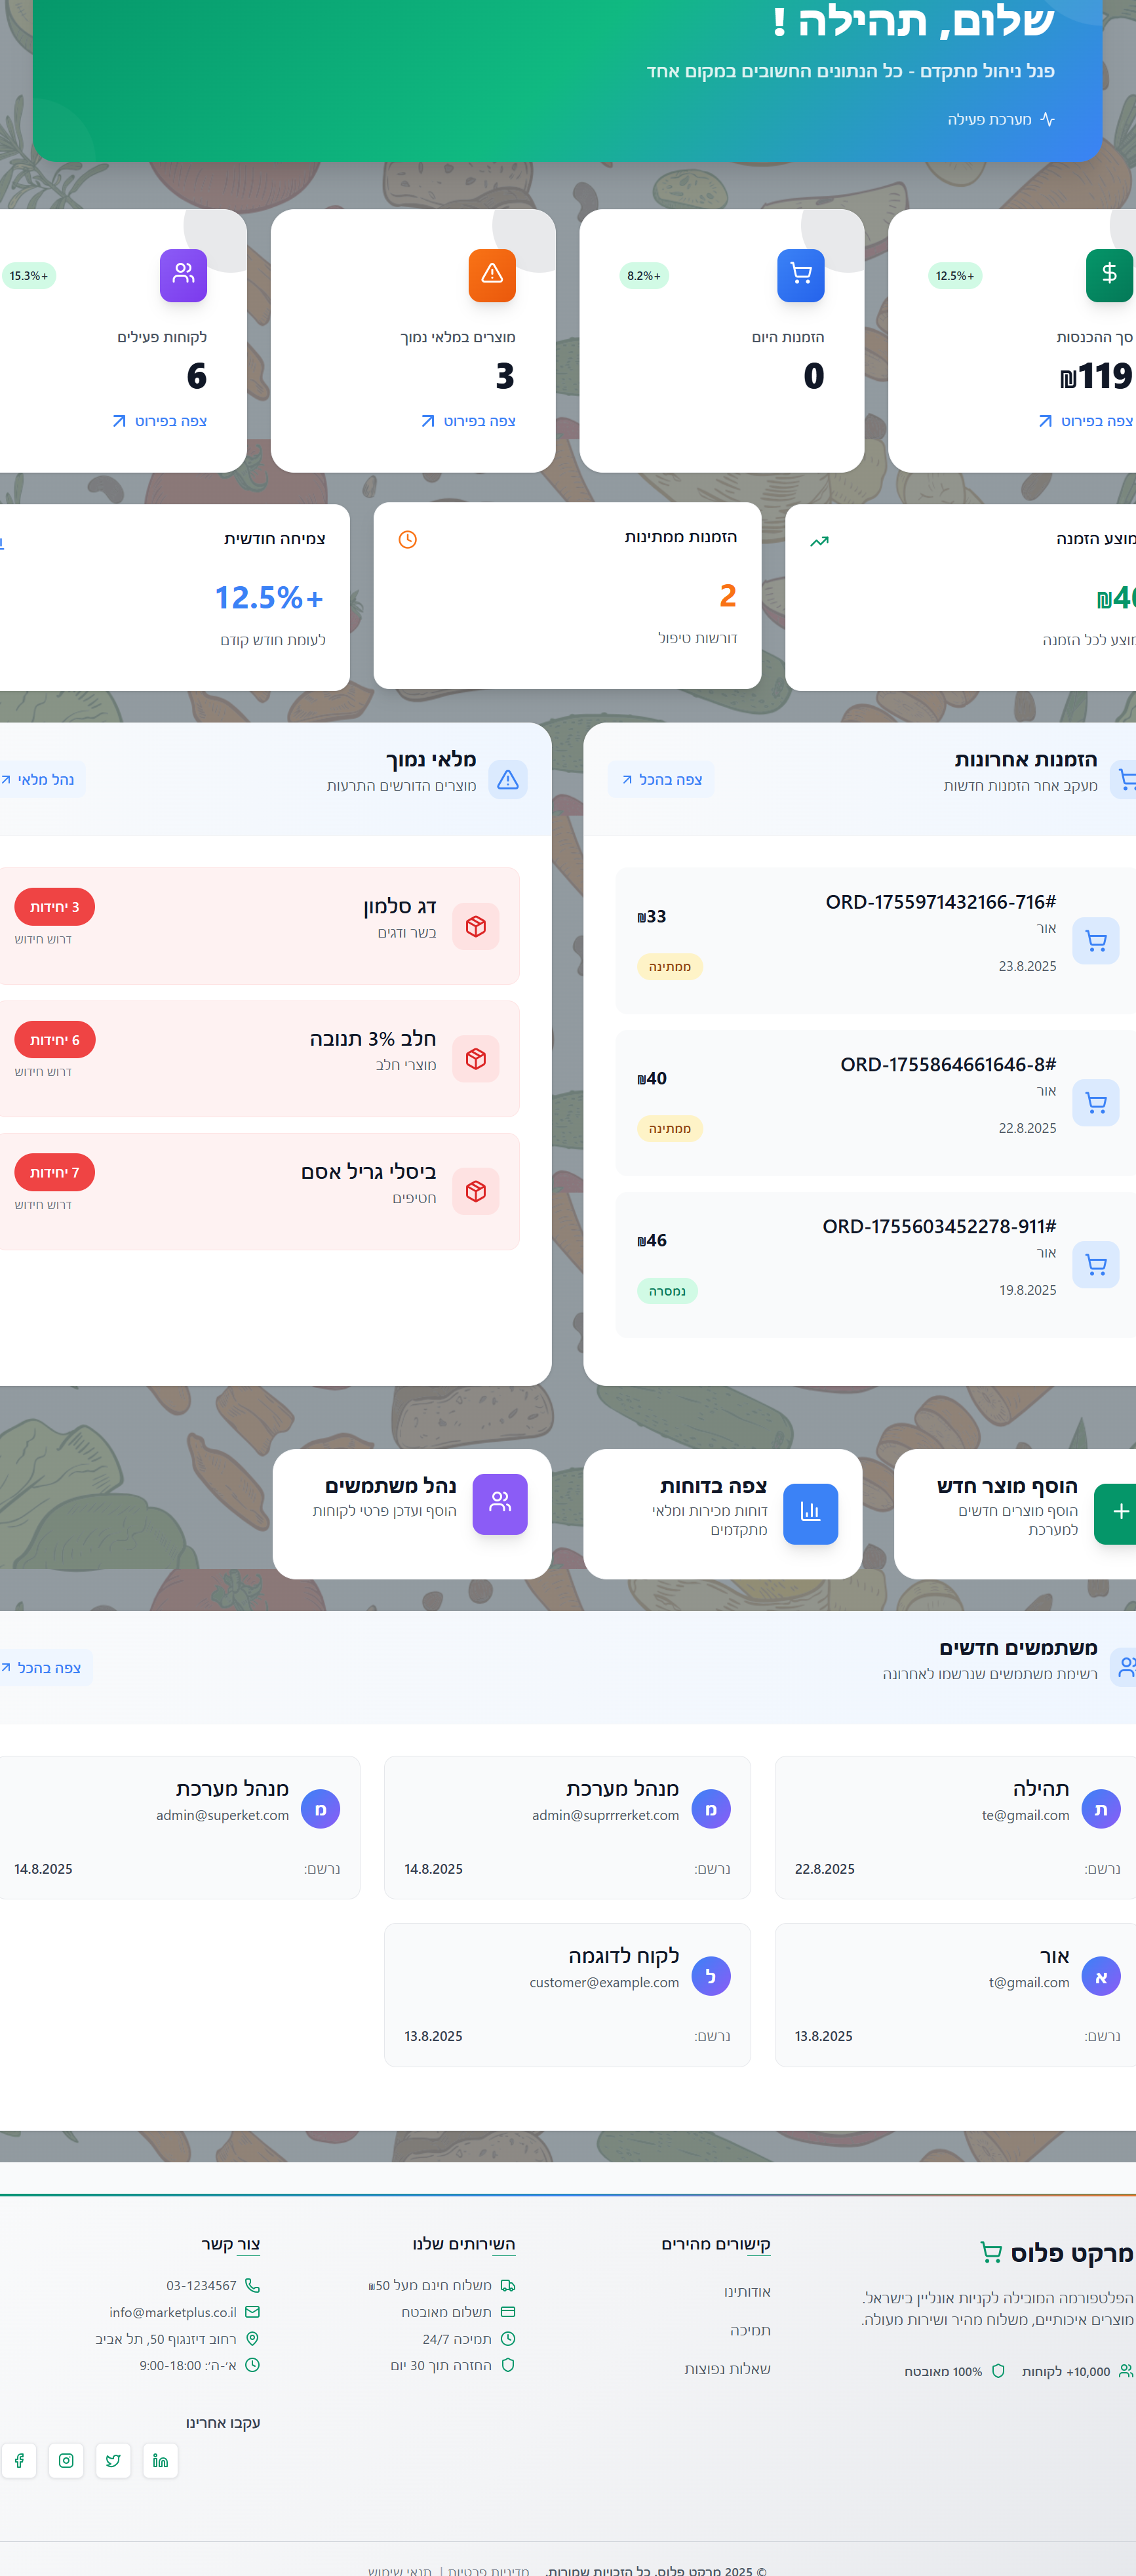 שלום, תהילה !
פנל ניהול מתקדם - כל הנתונים החשובים במקום אחד
מערכת פעילה
+12.5%
סך ההכנסות
₪119
צפה בפירוט
+8.2%
הזמנות היום
0
מוצרים במלאי נמוך
3
צפה בפירוט
+15.3%
לקוחות פעילים
6
צפה בפירוט
הזמנה
לכל הזמנה
הזמנות ממתינות
2
דורשות טיפול
צמיחה חודשית
+12.5%
לעומת חודש קודם
הזמנות אחרונות
מעקב אחר הזמנות חדשות
צפה בהכל
#ORD-1755971432166-716
אור
23.8.2025
₪33
ממתינה
#ORD-1755864661646-8
אור
22.8.2025
₪40
ממתינה
#ORD-1755603452278-911
אור
19.8.2025
₪46
נמסרה
מלאי נמוך
מוצרים הדורשים התרעות
נהל מלאי
דג סלמון
בשר ודגים
3 יחידות
דרוש חידוש
חלב 3% תנובה
מוצרי חלב
6 יחידות
דרוש חידוש
ביסלי גריל אסם
חטיפים
7 יחידות
דרוש חידוש
הוסף מוצר חדש
הוסף מוצרים חדשים
למערכת
צפה בדוחות
דוחות מכירות ומלאי
מתקדמים
נהל משתמשים
הוסף ועדכן פרטי לקוחות
משתמשים חדשים
רשימת משתמשים שנרשמו לאחרונה
צפה בהכל
ת
תהילה
te@gmail.com
נרשם:
22.8.2025
מ
מנהל מערכת
admin@suprrrerket.com
נרשם:
14.8.2025
מ
מנהל מערכת
admin@superket.com
נרשם:
14.8.2025
א
אור
t@gmail.com
נרשם:
13.8.2025
ל
לקוח לדוגמה
customer@example.com
נרשם:
13.8.2025
מרקט פלוס
הפלטפורמה המובילה לקניות אונליין בישראל.
מוצרים איכותיים, משלוח מהיר ושירות מעולה.
10,000+ לקוחות
100% מאובטח
קישורים מהירים
אודותינו
תמיכה
שאלות נפוצות
השירותים שלנו
משלוח חינם מעל 50₪
תשלום מאובטח
תמיכה 24/7
החזרה תוך 30 יום
צור קשר
03-1234567
info@marketplus.co.il
רחוב דיזנגוף 50, תל אביב
א׳-ה׳: 9:00-18:00
עקבו אחרינו
© 2025 מרקט פלוס. כל הזכויות שמורות.
מדיניות פרטיות | תנאי שימוש